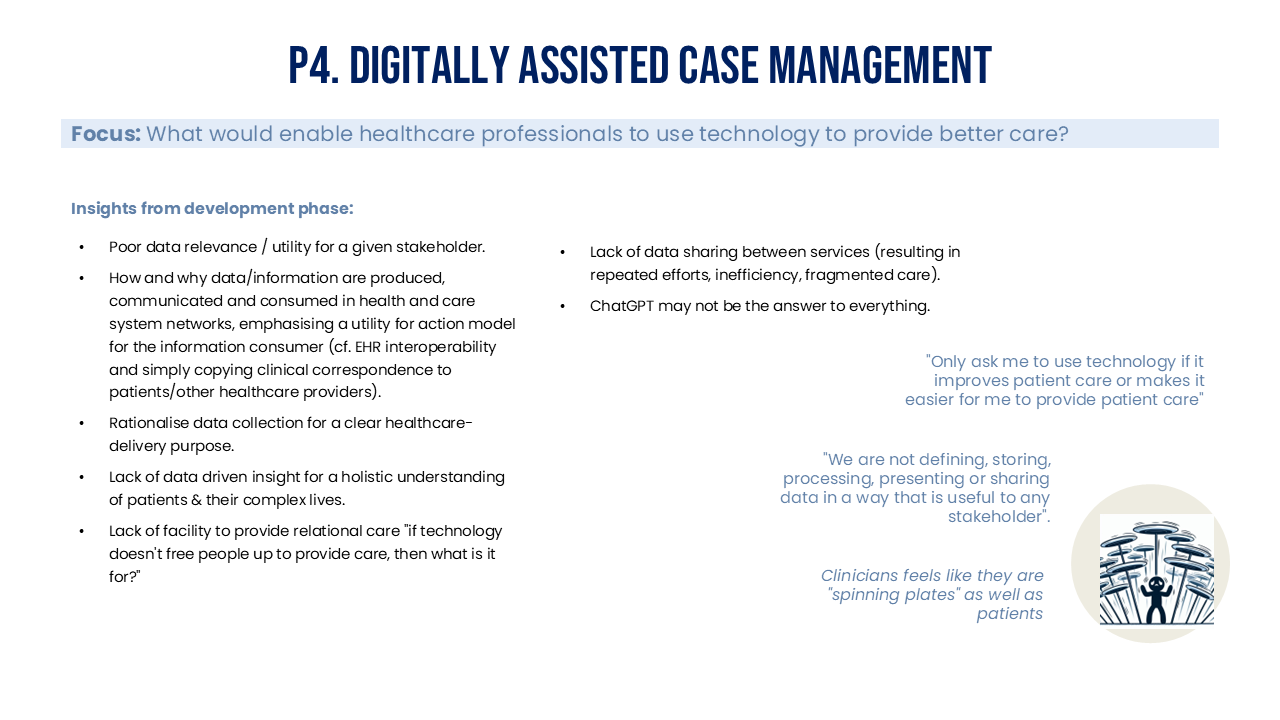 P4. DIGITALLY ASSISTED CASE MANAGEMENT
Focus: What would enable healthcare professionals to use technology to provide better care?
Insights from development phase:
• Poor data relevance / utility for a given stakeholder.
• How and why data/information are produced,
communicated and consumed in health and care
system networks, emphasising a utility for action model
for the information consumer (cf. EHR interoperability
and simply copying clinical correspondence to
patients/other healthcare providers).
• Rationalise data collection for a clear healthcare-
delivery purpose.
• Lack of data driven insight for a holistic understanding
of patients & their complex lives.
• Lack of facility to provide relational care "if technology
doesn't free people up to provide care, then what is it
for?"
• Lack of data sharing between services (resulting in
repeated efforts, inefficiency, fragmented care).
• ChatGPT may not be the answer to everything.
"Only ask me to use technology if it
improves patient care or makes it
easier for me to provide patient care"
"We are not defining, storing,
processing, presenting or sharing
data in a way that is useful to any
stakeholder".
Clinicians feels like they are
"spinning plates" as well as
patients